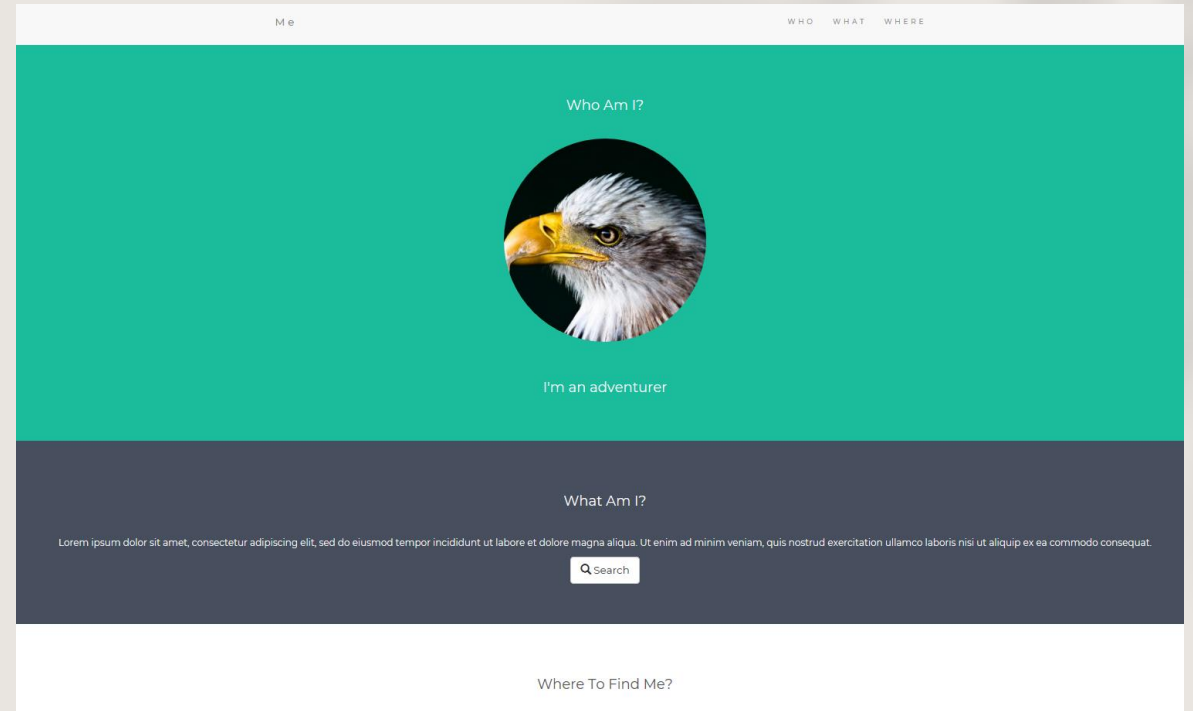 Me
WHO WHAT WHERE
Who Am I?
I'm an adventurer
What Am I?
Lorem ipsum dolor sit amet, consectetur adipiscing elit, sed do eiusmod tempor incididunt ut labore et dolore magna aliqua. Ut enim ad minim veniam, quis nostrud exercitation ullamco laboris nisi ut aliquip ex ea commodo consequat.
Search
Where To Find Me?